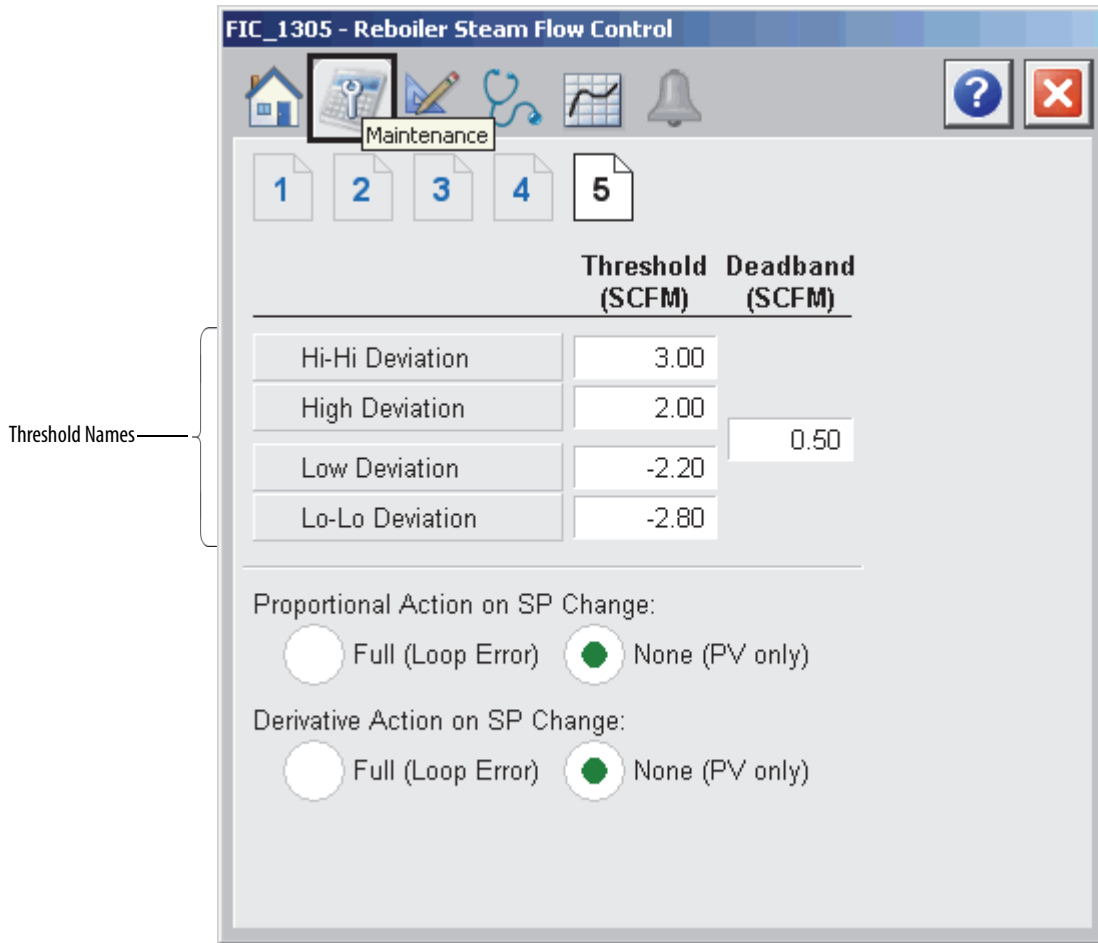 FIC_1305 - Reboiler Steam Flow Control
?
Maintenance
1 2 3 4 5
Threshold Deadband
(SCFM) (SCFM)
Threshold Names
Hi-Hi Deviation 3.00
High Deviation 2.00
0.50
Low Deviation -2.20
Lo-Lo Deviation -2.80
Proportional Action on SP Change:
Full (Loop Error) None (PV only)
Derivative Action on SP Change:
Full (Loop Error) None (PV only)